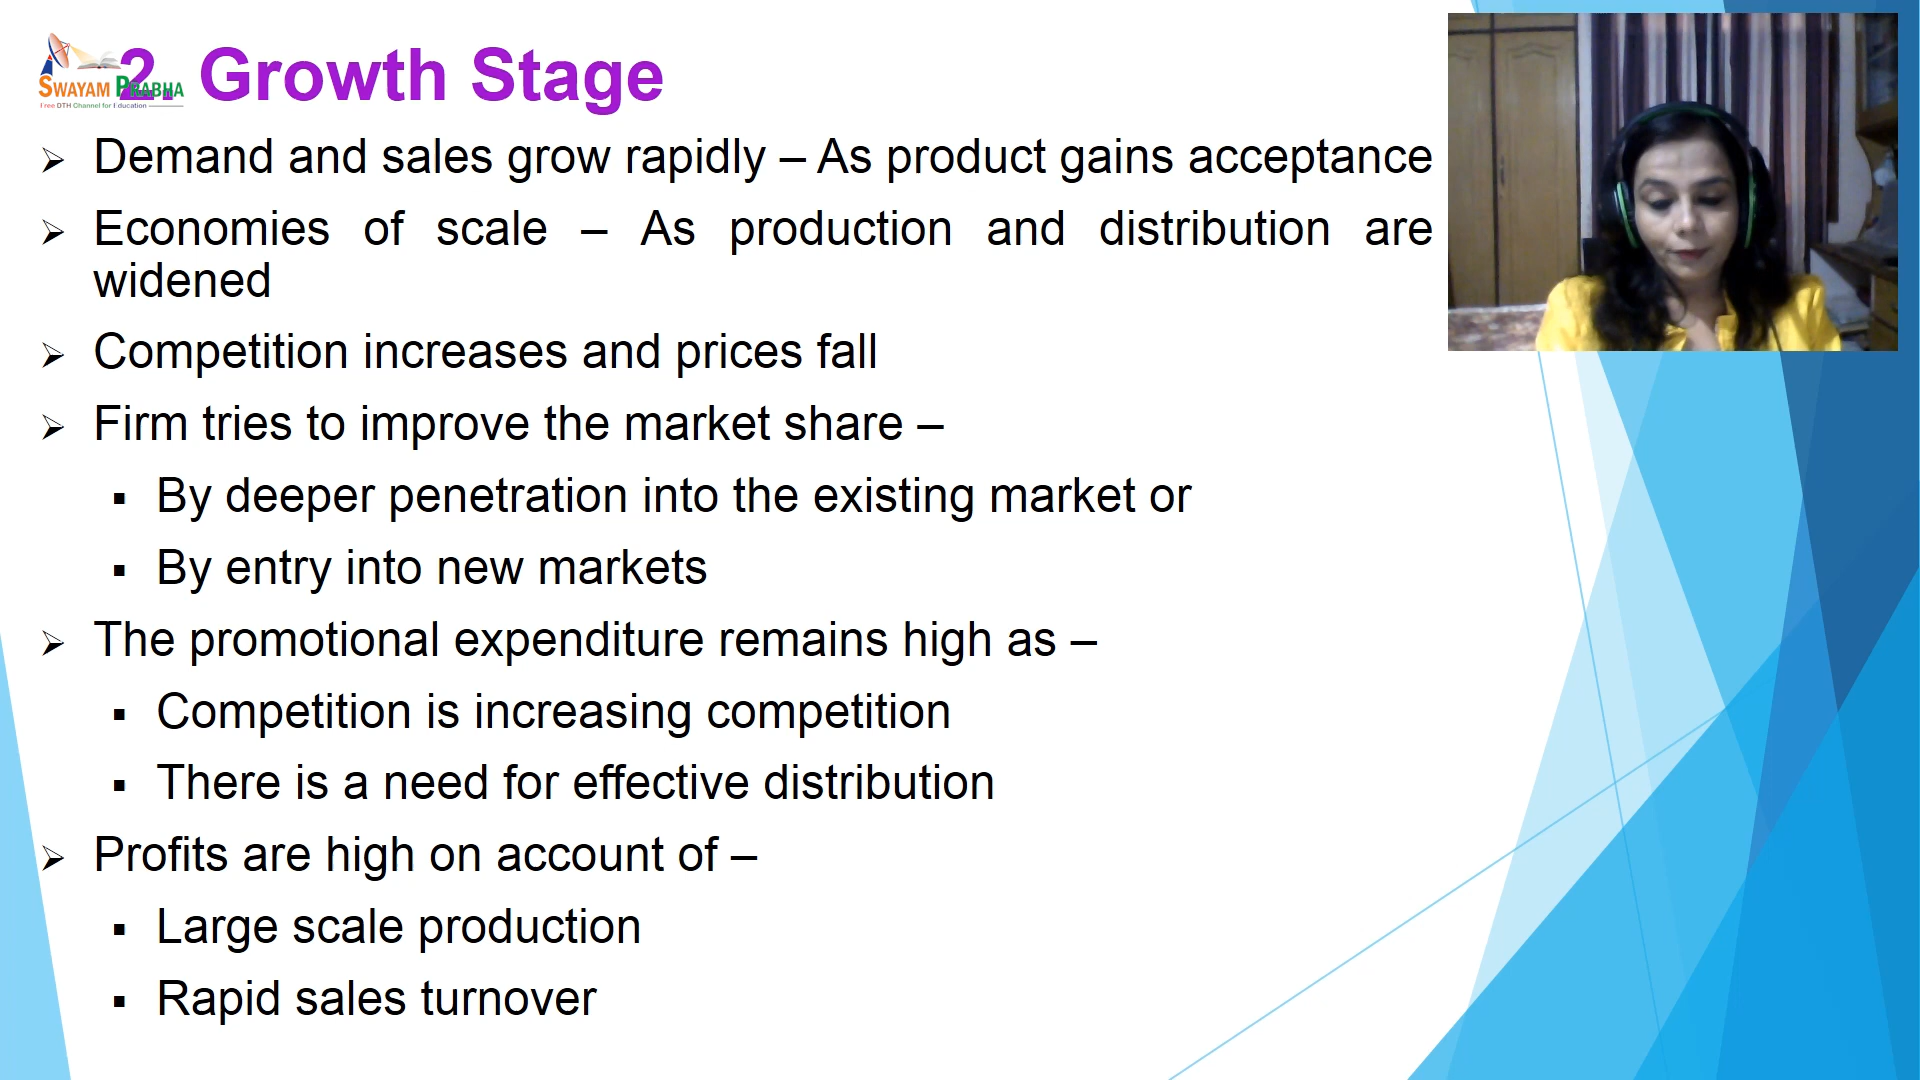 2. Growth Stage
SWAYAM PRABHA
Free DTH Channel for Education
Demand and sales grow rapidly – As product gains acceptance
Economies of scale – As production and distribution are
widened
Competition increases and prices fall
Firm tries to improve the market share –
By deeper penetration into the existing market or
By entry into new markets
The promotional expenditure remains high as –
Competition is increasing competition
There is a need for effective distribution
Profits are high on account of –
Large scale production
Rapid sales turnover